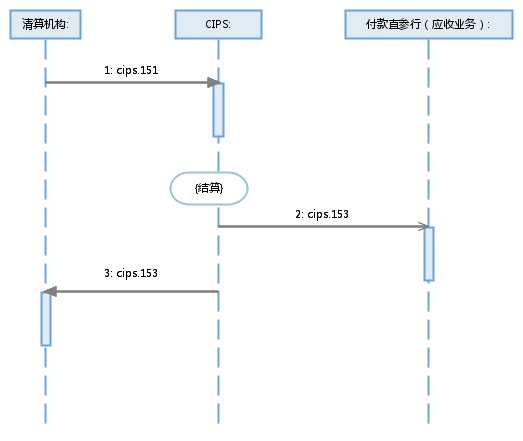 清算机构:
CIPS:
付款直参行（应收业务）:
1: cips.151
{结算}
2: cips.153
3: cips.153